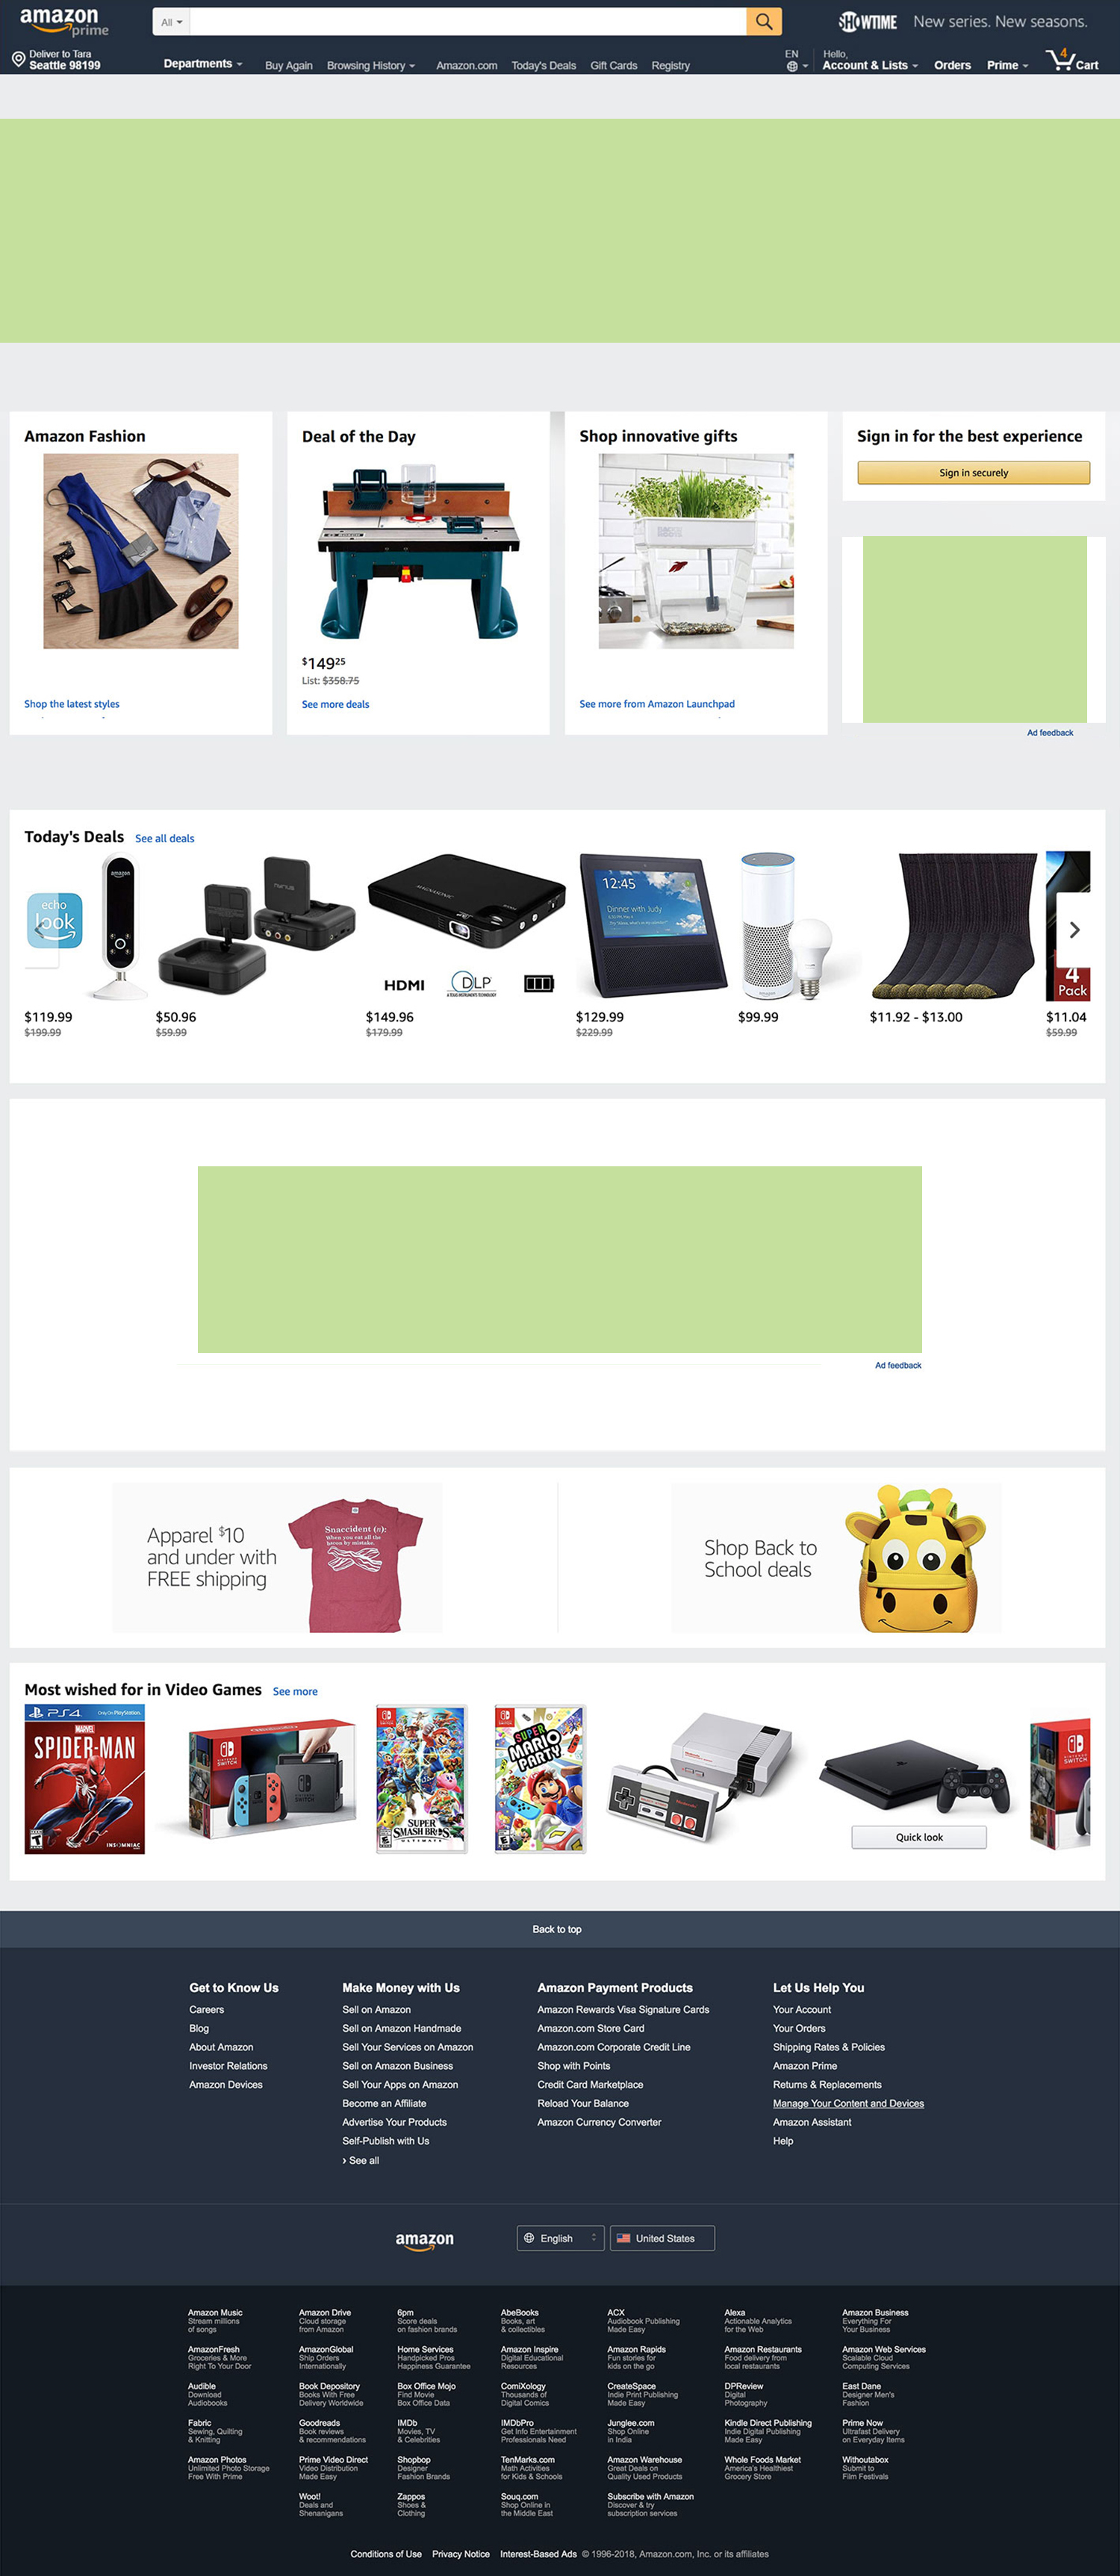 amazon
prime
All
SHOWTIME New series. New seasons.
Deliver to Tara
Seattle 98199
Departments
Buy Again
Browsing History
Amazon.com
Today's Deals
Gift Cards
Registry
EN
Hello,
Account & Lists
Orders
Prime
4
Cart
Amazon Fashion
Shop the latest styles
Deal of the Day
BOSCH
$149 25
List: $358.75
See more deals
Shop innovative gifts
See more from Amazon Launchpad
Sign in for the best experience
Sign in securely
Ad feedback
Today's Deals See all deals
echo
look
amazon
nyrius
MAGNASONIC
HDMI
DLP
A TEXAS INSTRUMENTS TECHNOLOGY
12:45
Dinner with Judy
4
Pack
$119.99
$199.99
$50.96
$59.99
$149.96
$179.99
$129.99
$229.99
$99.99
$11.92 - $13.00
$11.04
$59.99
Ad feedback
Apparel $10
and under with
FREE shipping
Snaccident (n):
When you eat all the
bacon by mistake.
Shop Back to
School deals
Most wished for in Video Games See more
PS4 Only On PlayStation.
MARVEL
SPIDER-MAN
INSOMNIAC
NINTENDO
SWITCH
SUPER
SMASH BROS.
ULTIMATE
SUPER
MARIO
PARTY
Nintendo
Quick look
Back to top
Get to Know Us
Careers
Blog
About Amazon
Investor Relations
Amazon Devices
Make Money with Us
Sell on Amazon
Sell on Amazon Handmade
Sell Your Services on Amazon
Sell on Amazon Business
Sell Your Apps on Amazon
Become an Affiliate
Advertise Your Products
Self-Publish with Us
› See all
Amazon Payment Products
Amazon Rewards Visa Signature Cards
Amazon.com Store Card
Amazon.com Corporate Credit Line
Shop with Points
Credit Card Marketplace
Reload Your Balance
Amazon Currency Converter
Let Us Help You
Your Account
Your Orders
Shipping Rates & Policies
Amazon Prime
Returns & Replacements
Manage Your Content and Devices
Amazon Assistant
Help
amazon
English
United States
Amazon Music
Stream millions
of songs
Amazon Drive
Cloud storage
from Amazon
6pm
Score deals
on fashion brands
AbeBooks
Books, art
& collectibles
ACX
Audiobook Publishing
Made Easy
Alexa
Actionable Analytics
for the Web
Amazon Business
Everything For
Your Business
AmazonFresh
Groceries & More
Right To Your Door
AmazonGlobal
Ship Orders
Internationally
Home Services
Handpicked Pros
Happiness Guarantee
Amazon Inspire
Digital Educational
Resources
Amazon Rapids
Fun stories for
kids on the go
Amazon Restaurants
Food delivery from
local restaurants
Amazon Web Services
Scalable Cloud
Computing Services
Audible
Download
Audiobooks
Book Depository
Books With Free
Delivery Worldwide
Box Office Mojo
Find Movie
Box Office Data
ComiXology
Thousands of
Digital Comics
CreateSpace
Indie Print Publishing
Made Easy
DPReview
Digital
Photography
East Dane
Designer Men's
Fashion
Fabric
Sewing, Quilting
& Knitting
Goodreads
Book reviews
& recommendations
IMDb
Movies, TV
& Celebrities
IMDbPro
Get Info Entertainment
Professionals Need
Junglee.com
Shop Online
in India
Kindle Direct Publishing
Indie Digital Publishing
Made Easy
Prime Now
Ultrafast Delivery
on Everyday Items
Amazon Photos
Unlimited Photo Storage
Free With Prime
Prime Video Direct
Video Distribution
Made Easy
Shopbop
Designer
Fashion Brands
TenMarks.com
Math Activities
for Kids & Schools
Amazon Warehouse
Great Deals on
Quality Used Products
Whole Foods Market
America's Healthiest
Grocery Store
Withoutabox
Submit to
Film Festivals
Woot!
Deals and
Shenanigans
Zappos
Shoes &
Clothing
Souq.com
Shop Online in
the Middle East
Subscribe with Amazon
Discover & try
subscription services
Conditions of Use Privacy Notice Interest-Based Ads © 1996-2018, Amazon.com, Inc. or its affiliates